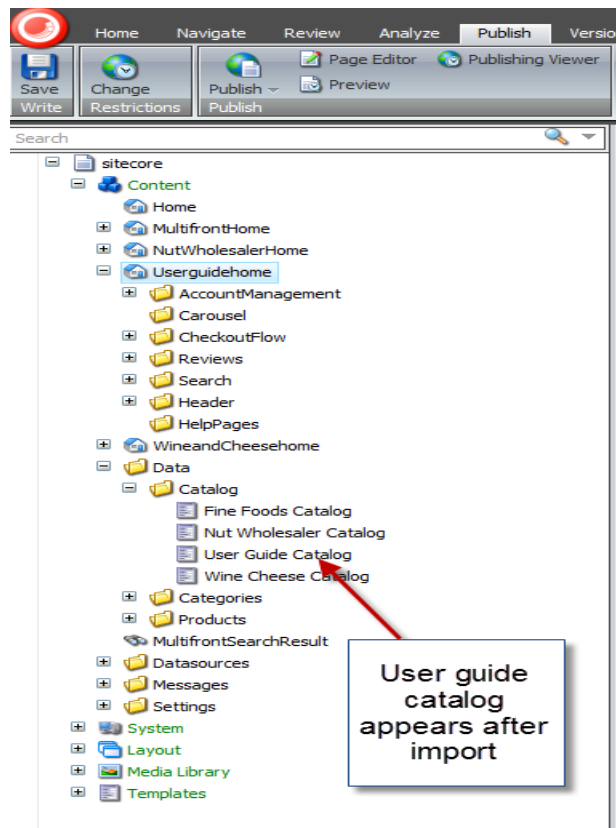 Home Navigate Review Analyze Publish Versio
Page Editor Publishing Viewer
Save Change Publish Preview
Write Restrictions Publish
Search
sitecore
Content
Home
MultifrontHome
NutWholesalerHome
Userguidehome
AccountManagement
Carousel
CheckoutFlow
Reviews
Search
Header
HelpPages
WineandCheesehome
Data
Catalog
Fine Foods Catalog
Nut Wholesaler Catalog
User Guide Catalog
Wine Cheese Catalog
Categories
Products
MultifrontSearchResult
Datasources
Messages
Settings
System
Layout
Media Library
Templates
User guide
catalog
appears after
import